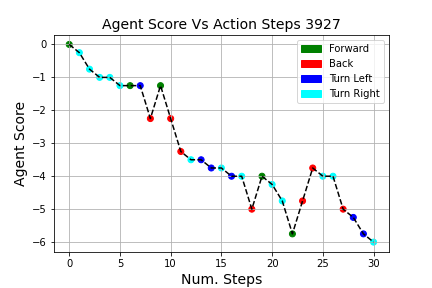 Agent Score Vs Action Steps 3927
0
−1
−2
−3
−4
−5
−6
Agent Score
Forward
Back
Turn Left
Turn Right
0 5 10 15 20 25 30
Num. Steps